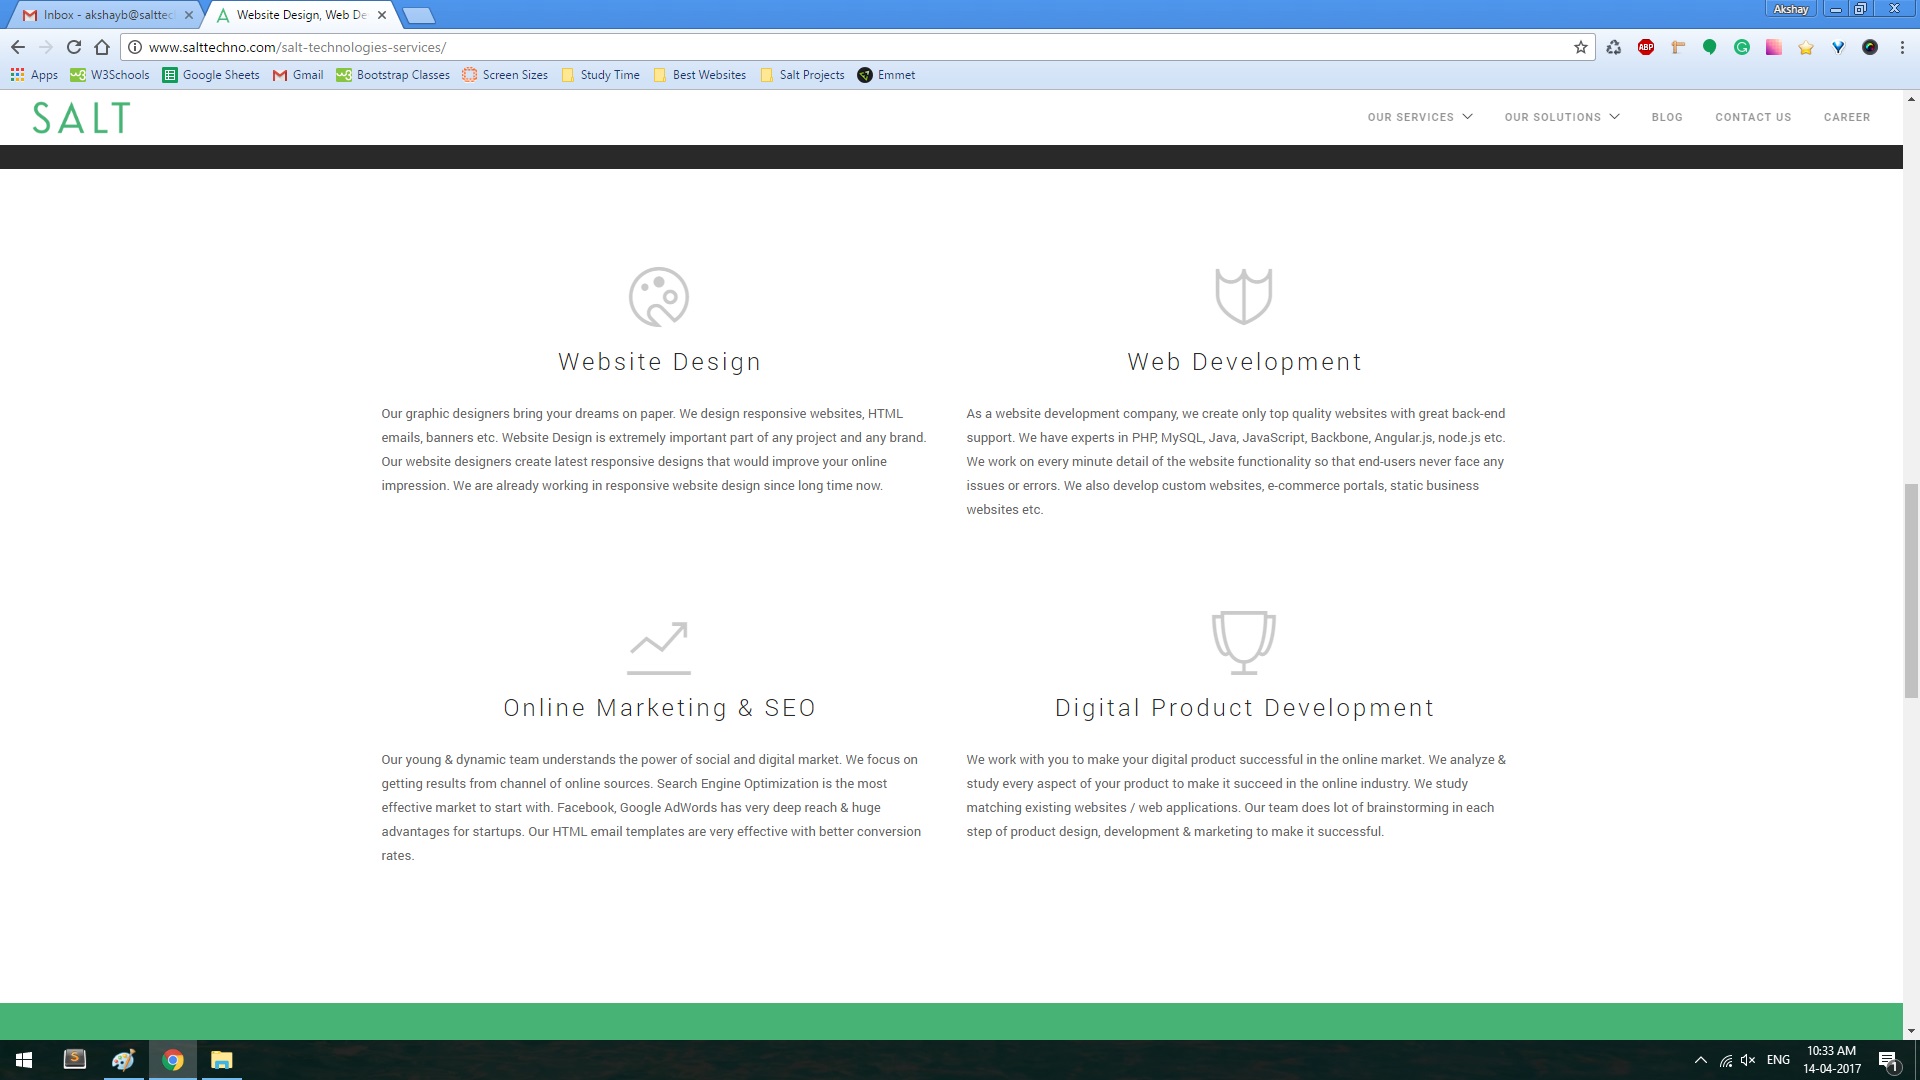 Inbox - akshayb@salttec
Website Design, Web De
Akshay
www.salttechno.com/salt-technologies-services/
ABP
Apps
W3Schools
Google Sheets
Gmail
Bootstrap Classes
Screen Sizes
Study Time
Best Websites
Salt Projects
Emmet
SALT
OUR SERVICES
OUR SOLUTIONS
BLOG
CONTACT US
CAREER
Website Design
Our graphic designers bring your dreams on paper. We design responsive websites, HTML
emails, banners etc. Website Design is extremely important part of any project and any brand.
Our website designers create latest responsive designs that would improve your online
impression. We are already working in responsive website design since long time now.
Web Development
As a website development company, we create only top quality websites with great back-end
support. We have experts in PHP, MySQL, Java, JavaScript, Backbone, Angular.js, node.js etc.
We work on every minute detail of the website functionality so that end-users never face any
issues or errors. We also develop custom websites, e-commerce portals, static business
websites etc.
Online Marketing & SEO
Our young & dynamic team understands the power of social and digital market. We focus on
getting results from channel of online sources. Search Engine Optimization is the most
effective market to start with. Facebook, Google AdWords has very deep reach & huge
advantages for startups. Our HTML email templates are very effective with better conversion
rates.
Digital Product Development
We work with you to make your digital product successful in the online market. We analyze &
study every aspect of your product to make it succeed in the online industry. We study
matching existing websites / web applications. Our team does lot of brainstorming in each
step of product design, development & marketing to make it successful.
ENG
10:33 AM
14-04-2017
1